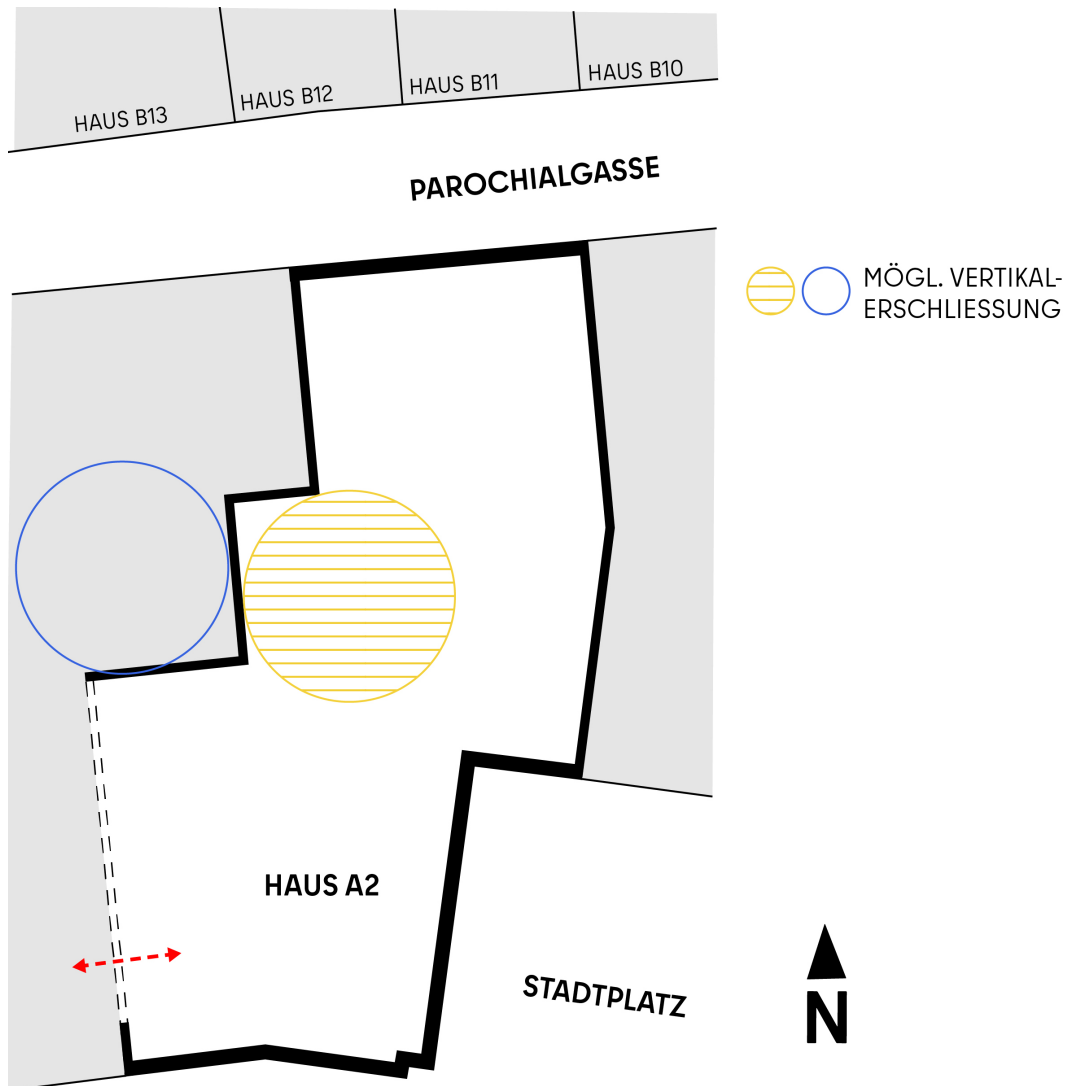 HAUS B13
HAUS B12
HAUS B11
HAUS B10
PAROCHIALGASSE
MÖGL. VERTIKAL-
ERSCHLIESSUNG
HAUS A2
STADTPLATZ
N